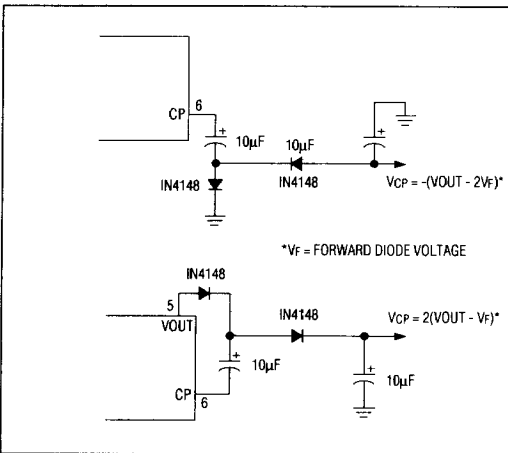 CP 6
+
10µF 10µF +
IN4148 IN4148
VCP = -(VOUT - 2VF)*
*VF = FORWARD DIODE VOLTAGE
IN4148
5
VOUT
IN4148
VCP = 2(VOUT - VF)*
+
10µF
+
10µF
CP 6